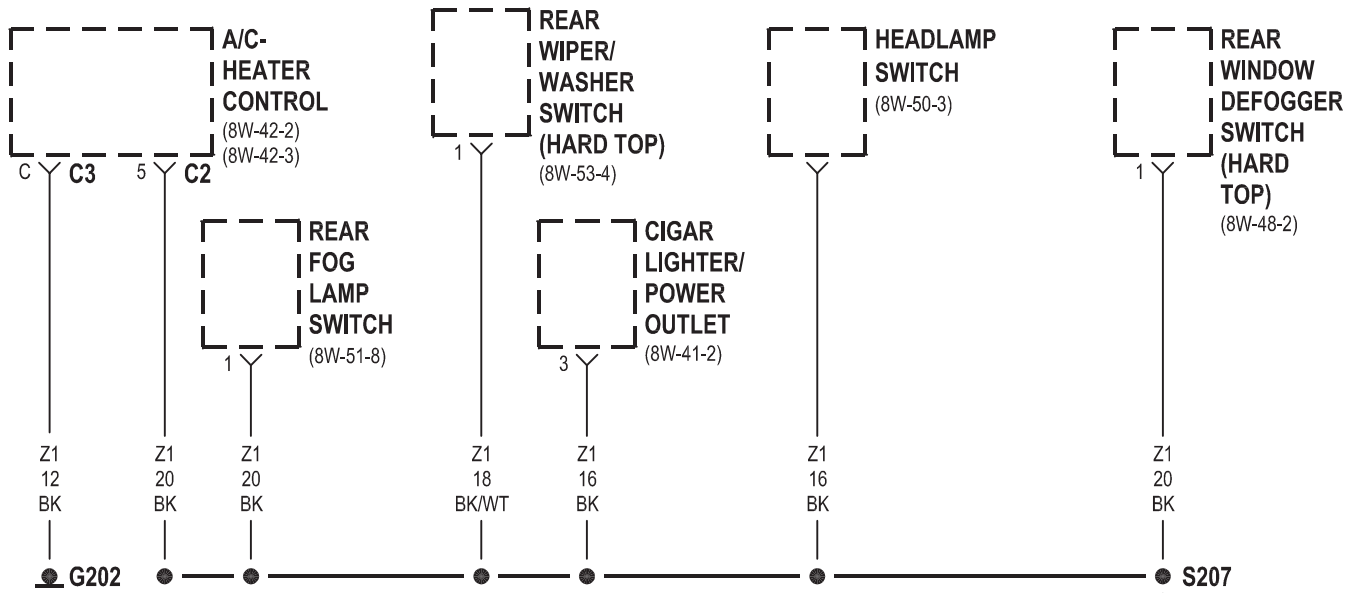 A/C-
HEATER
CONTROL
(8W-42-2)
(8W-42-3)
C
C3
5
C2
REAR
FOG
LAMP
SWITCH
(8W-51-8)
1
REAR
WIPER/
WASHER
SWITCH
(HARD TOP)
(8W-53-4)
1
CIGAR
LIGHTER/
POWER
OUTLET
(8W-41-2)
3
HEADLAMP
SWITCH
(8W-50-3)
REAR
WINDOW
DEFOGGER
SWITCH
(HARD
TOP)
(8W-48-2)
1
Z1
12
BK
Z1
20
BK
Z1
20
BK
Z1
18
BK/WT
Z1
16
BK
Z1
16
BK
Z1
20
BK
G202
S207